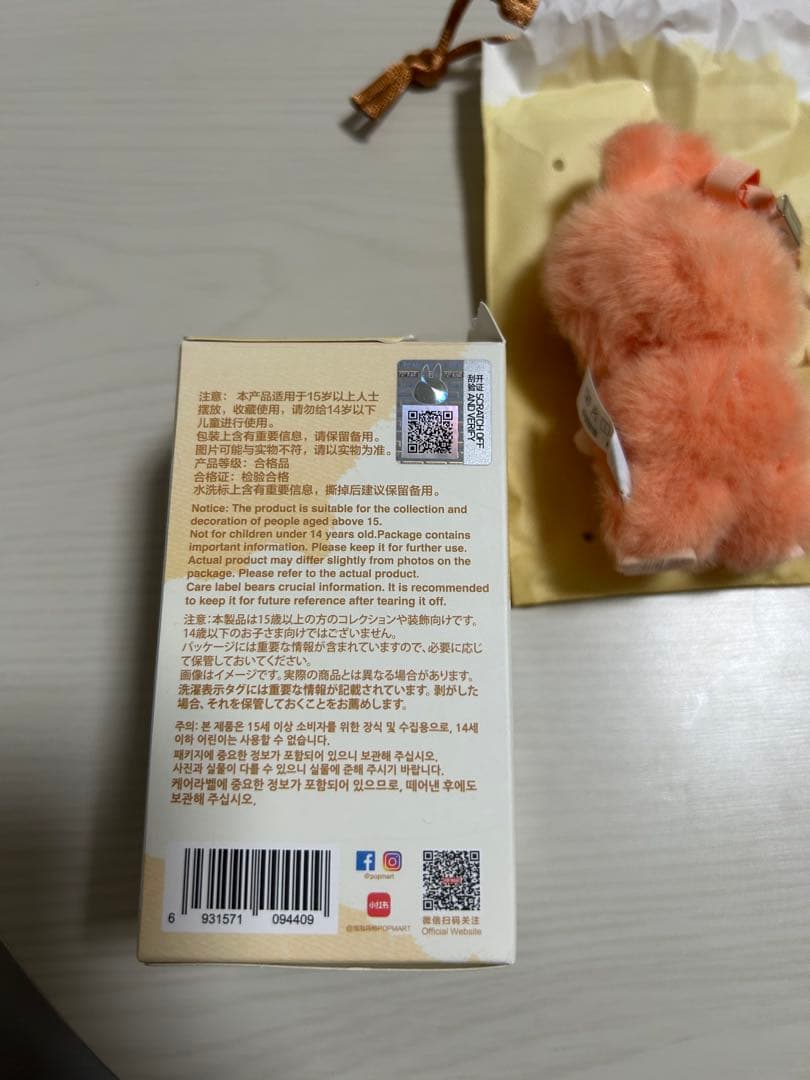 注意： 本产品适用于15岁以上人士
摆放，收藏使用，请勿给14岁以下
儿童进行使用。
包装上含有重要信息，请保留备用。
图片可能与实物不符，请以实物为准。
产品等级：合格品
合格证：检验合格
水洗标上含有重要信息，撕掉后建议保留备用。
刮开验证 SCRATCH OFF AND VERIFY
Notice: The product is suitable for the collection and
decoration of people aged above 15.
Not for children under 14 years old.Package contains
important information. Please keep it for further use.
Actual product may differ slightly from photos on the
package. Please refer to the actual product.
Care label bears crucial information. It is recommended
to keep it for future reference after tearing it off.
注意:本製品は15歳以上の方のコレクションや装飾向けです。
14歳以下のお子さま向けではございません。
パッケージには重要な情報が含まれていますので、必要に応じ
て保管しておいてください。
画像はイメージです。実際の商品とは異なる場合があります。
洗濯表示タグには重要な情報が記載されています。剥がした
場合、それを保管しておくことをお薦めします。
주의: 본 제품은 15세 이상 소비자를 위한 장식 및 수집용으로, 14세
이하 어린이는 사용할 수 없습니다.
패키지에 중요한 정보가 포함되어 있으니 보관해 주십시오.
사진과 실물이 다를 수 있으니 실물에 준해 주시기 바랍니다.
케어라벨에 중요한 정보가 포함되어 있으므로, 떼어낸 후에도
보관해 주십시오.
6 931571 094409
@popmart
小红书
POPMART
微信扫码关注
Official Website